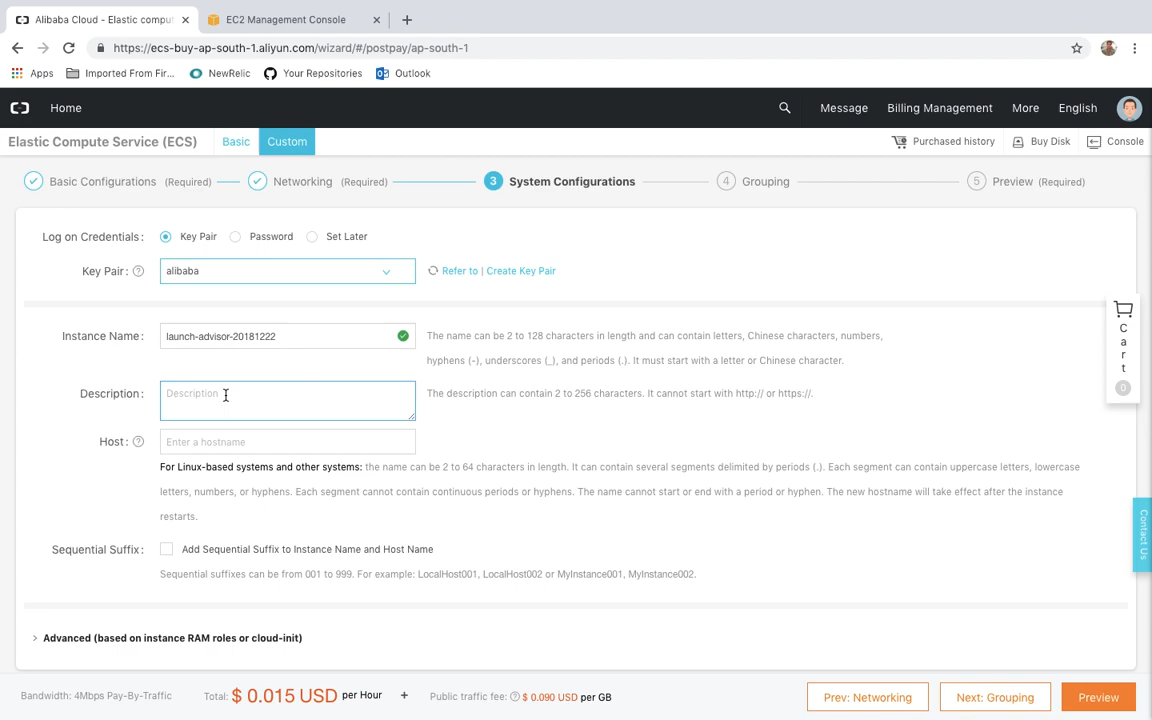 Alibaba Cloud - Elastic comput
EC2 Management Console
https://ecs-buy-ap-south-1.aliyun.com/wizard/#/postpay/ap-south-1
Apps
Imported From Fir...
NewRelic
Your Repositories
Outlook
Home
Message
Billing Management
More
English
Elastic Compute Service (ECS)
Basic
Custom
Purchased history
Buy Disk
Console
Basic Configurations (Required)
Networking (Required)
3 System Configurations
4 Grouping
5 Preview (Required)
Log on Credentials:
Key Pair
Password
Set Later
Key Pair: ?
alibaba
Refer to | Create Key Pair
Instance Name:
launch-advisor-20181222
The name can be 2 to 128 characters in length and can contain letters, Chinese characters, numbers,
hyphens (-), underscores (_), and periods (.). It must start with a letter or Chinese character.
Description:
Description
The description can contain 2 to 256 characters. It cannot start with http:// or https://.
Host: ?
Enter a hostname
For Linux-based systems and other systems: the name can be 2 to 64 characters in length. It can contain several segments delimited by periods (.). Each segment can contain uppercase letters, lowercase
letters, numbers, or hyphens. Each segment cannot contain continuous periods or hyphens. The name cannot start or end with a period or hyphen. The new hostname will take effect after the instance
restarts.
Sequential Suffix:
Add Sequential Suffix to Instance Name and Host Name
Sequential suffixes can be from 001 to 999. For example: LocalHost001, LocalHost002 or MyInstance001, MyInstance002.
Advanced (based on instance RAM roles or cloud-init)
Cart
0
Contact Us
Bandwidth: 4Mbps Pay-By-Traffic
Total: $ 0.015 USD per Hour +
Public traffic fee: ? $ 0.090 USD per GB
Prev: Networking
Next: Grouping
Preview